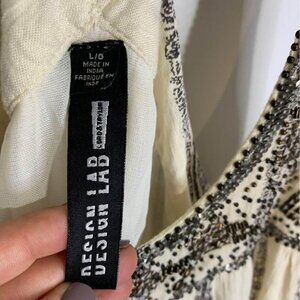 L/G
MADE IN
INDIA
FABRIQUÉ EN
INDE
LORD & TAYLOR
DESIGN LAB
DESIGN LAB